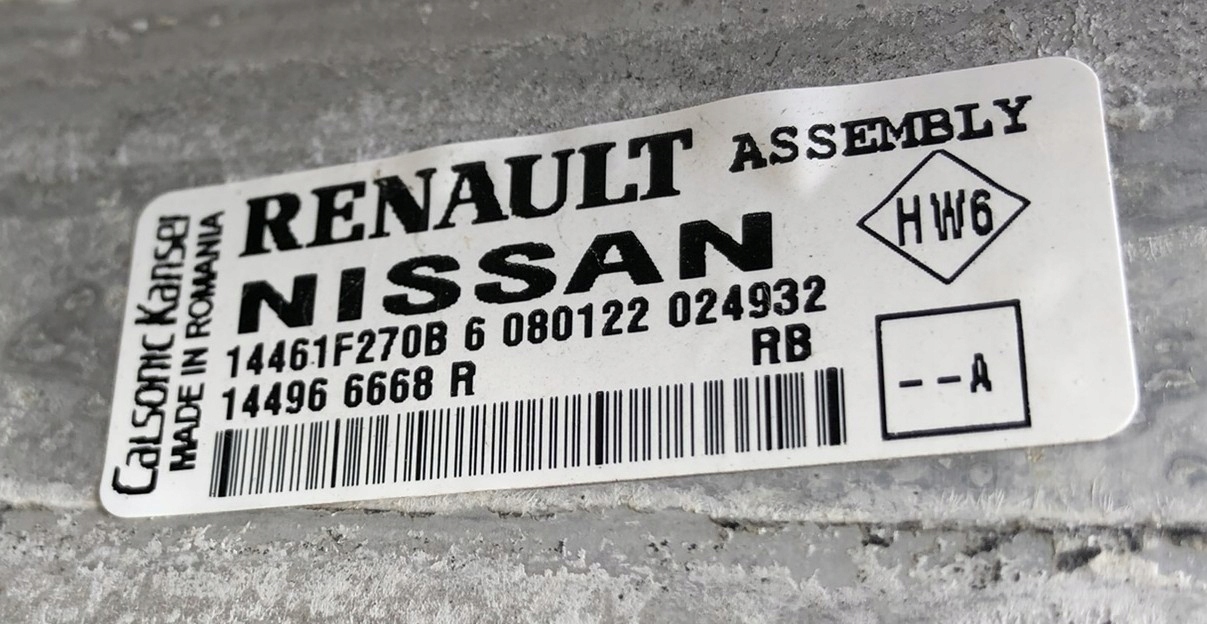 Calsonic Kansei
MADE IN ROMANIA
RENAULT ASSEMBLY
NISSAN
HW6
14461F270B 6 080122 024932
14496 6668 R
RB
--A